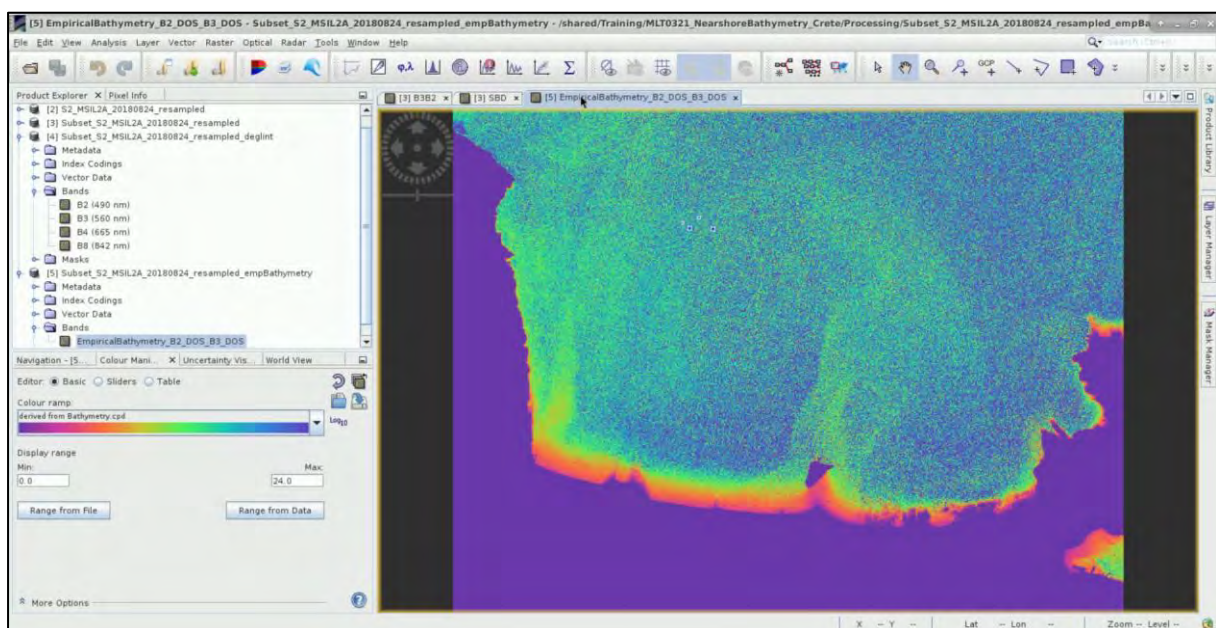 [5] EmpiricalBathymetry_B2_DOS_B3_DOS - Subset_S2_MSIL2A_20180824_resampled_empBathymetry - /shared/Training/MLT0321_NearshoreBathymetry_Crete/Processing/Subset_S2_MSIL2A_20180824_resampled_empBa
File Edit View Analysis Layer Vector Raster Optical Radar Tools Window Help
Search (Ctrl+I)
φ,λ Σ GCP
Product Explorer X Pixel Info
[3] B3B2 × [3] SBD × [5] EmpiricalBathymetry_B2_DOS_B3_DOS ×
[2] S2_MSIL2A_20180824_resampled
[3] Subset_S2_MSIL2A_20180824_resampled
[4] Subset_S2_MSIL2A_20180824_resampled_deglint
Metadata
Index Codings
Vector Data
Bands
B2 (490 nm)
B3 (560 nm)
B4 (665 nm)
B8 (842 nm)
Masks
[5] Subset_S2_MSIL2A_20180824_resampled_empBathymetry
Metadata
Index Codings
Vector Data
Bands
EmpiricalBathymetry_B2_DOS_B3_DOS
Navigation - [5... Colour Mani... X Uncertainty Vis... World View
Editor: Basic Sliders Table
Colour ramp:
derived from Bathymetry.cpd
Log10
Display range
Min: Max:
0.0 24.0
Range from File Range from Data
More Options
Product Library
Layer Manager
Mask Manager
X -- Y -- Lat -- Lon -- Zoom -- Level --